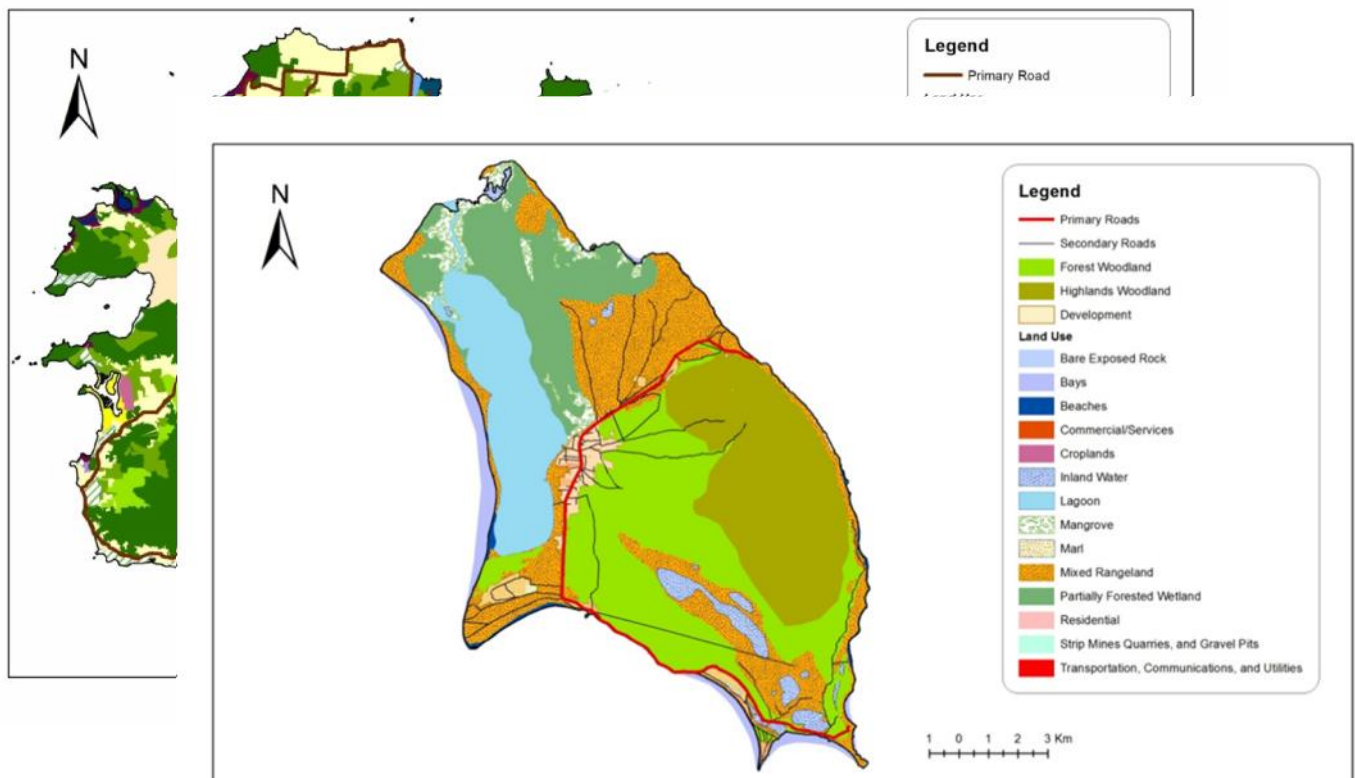 N
Legend
Primary Road
N
Legend
Primary Roads
Secondary Roads
Forest Woodland
Highlands Woodland
Development
Land Use
Bare Exposed Rock
Bays
Beaches
Commercial/Services
Croplands
Inland Water
Lagoon
Mangrove
Marl
Mixed Rangeland
Partially Forested Wetland
Residential
Strip Mines Quarries, and Gravel Pits
Transportation, Communications, and Utilities
1 0 1 2 3 Km